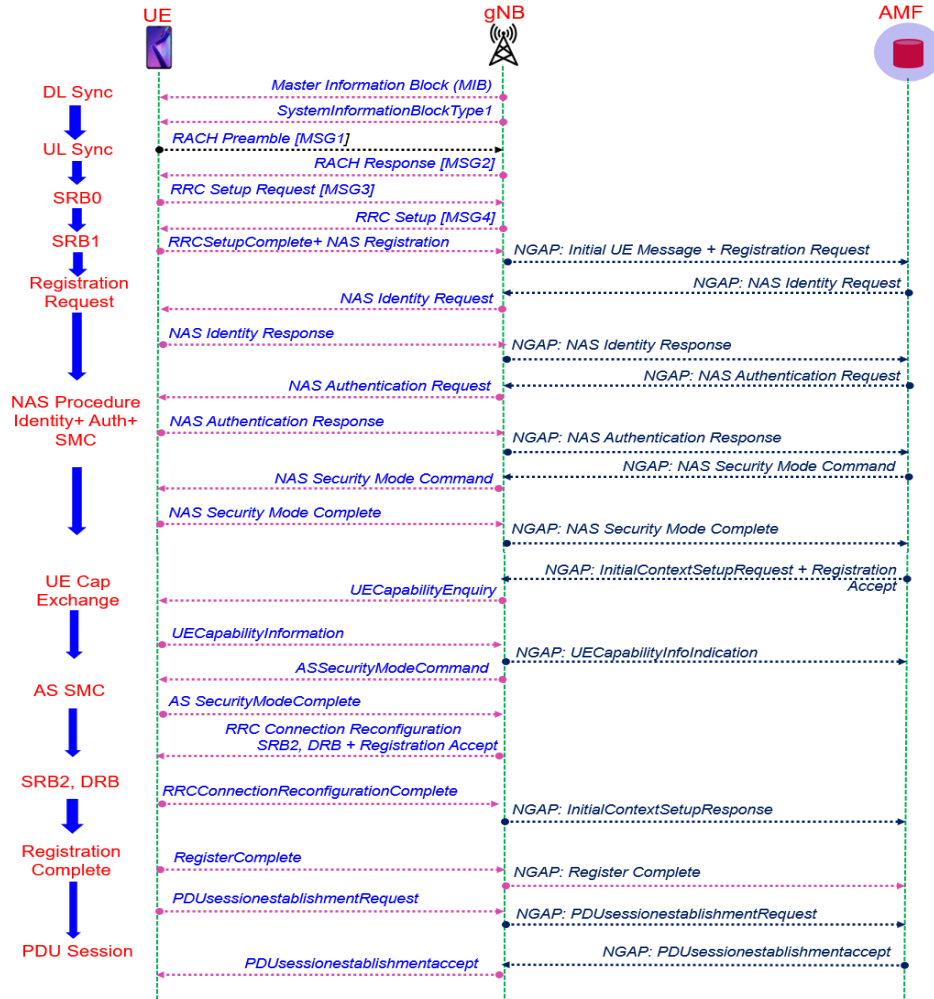 UE
gNB
AMF
Master Information Block (MIB)
DL Sync
SystemInformationBlockType1
RACH Preamble [MSG1]
UL Sync
RACH Response [MSG2]
RRC Setup Request [MSG3]
SRB0
RRC Setup [MSG4]
SRB1
RRCSetupComplete+ NAS Registration
NGAP: Initial UE Message + Registration Request
Registration
Request
NGAP: NAS Identity Request
NAS Identity Request
NAS Identity Response
NGAP: NAS Identity Response
NGAP: NAS Authentication Request
NAS Authentication Request
NAS Procedure
Identity+ Auth+
SMC
NAS Authentication Response
NGAP: NAS Authentication Response
NGAP: NAS Security Mode Command
NAS Security Mode Command
NAS Security Mode Complete
NGAP: NAS Security Mode Complete
NGAP: InitialContextSetupRequest + Registration
Accept
UE Cap
Exchange
UECapabilityEnquiry
UECapabilityInformation
NGAP: UECapabilityInfoIndication
ASSecurityModeCommand
AS SMC
AS SecurityModeComplete
RRC Connection Reconfiguration
SRB2, DRB + Registration Accept
SRB2, DRB
RRCConnectionReconfigurationComplete
NGAP: InitialContextSetupResponse
Registration
Complete
RegisterComplete
NGAP: Register Complete
PDUsessionestablishmentRequest
NGAP: PDUsessionestablishmentRequest
PDU Session
NGAP: PDUsessionestablishmentaccept
PDUsessionestablishmentaccept